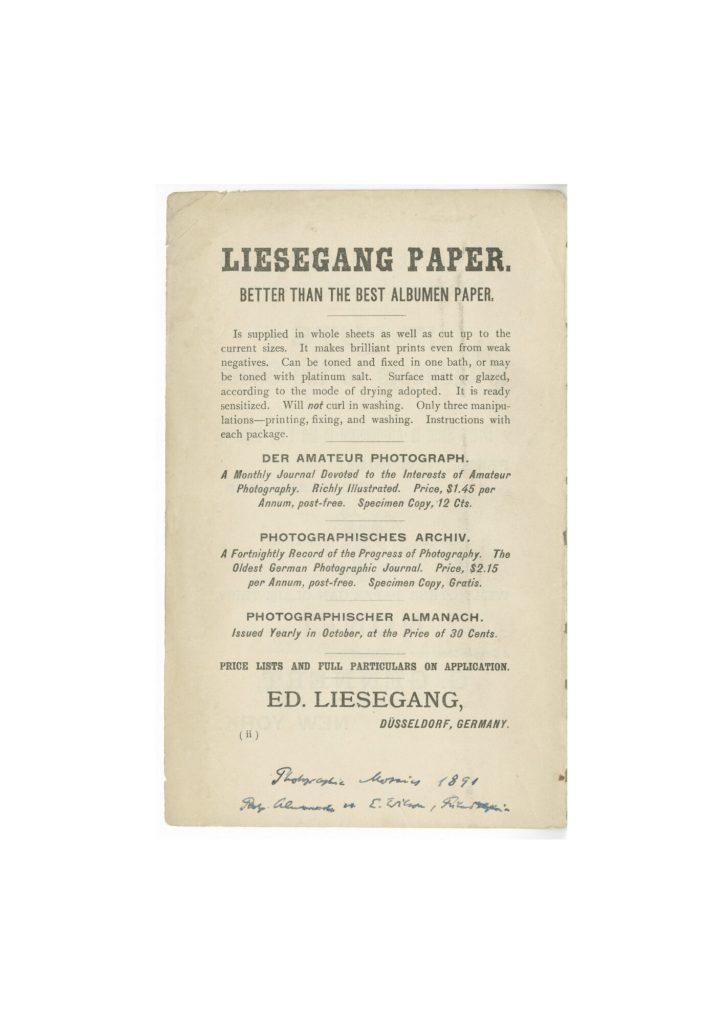 LIESEGANG PAPER.
BETTER THAN THE BEST ALBUMEN PAPER.
Is supplied in whole sheets as well as cut up to the
current sizes. It makes brilliant prints even from weak
negatives. Can be toned and fixed in one bath, or may
be toned with platinum salt. Surface matt or glazed,
according to the mode of drying adopted. It is ready
sensitized. Will not curl in washing. Only three manipu-
lations—printing, fixing, and washing. Instructions with
each package.
DER AMATEUR PHOTOGRAPH.
A Monthly Journal Devoted to the Interests of Amateur
Photography. Richly Illustrated. Price, $1.45 per
Annum, post-free. Specimen Copy, 12 Cts.
PHOTOGRAPHISCHES ARCHIV.
A Fortnightly Record of the Progress of Photography. The
Oldest German Photographic Journal. Price, $2.15
per Annum, post-free. Specimen Copy, Gratis.
PHOTOGRAPHISCHER ALMANACH.
Issued Yearly in October, at the Price of 30 Cents.
PRICE LISTS AND FULL PARTICULARS ON APPLICATION.
ED. LIESEGANG,
DÜSSELDORF, GERMANY.
(ii)
Photographic Mosaics 1891
E. Wilson,